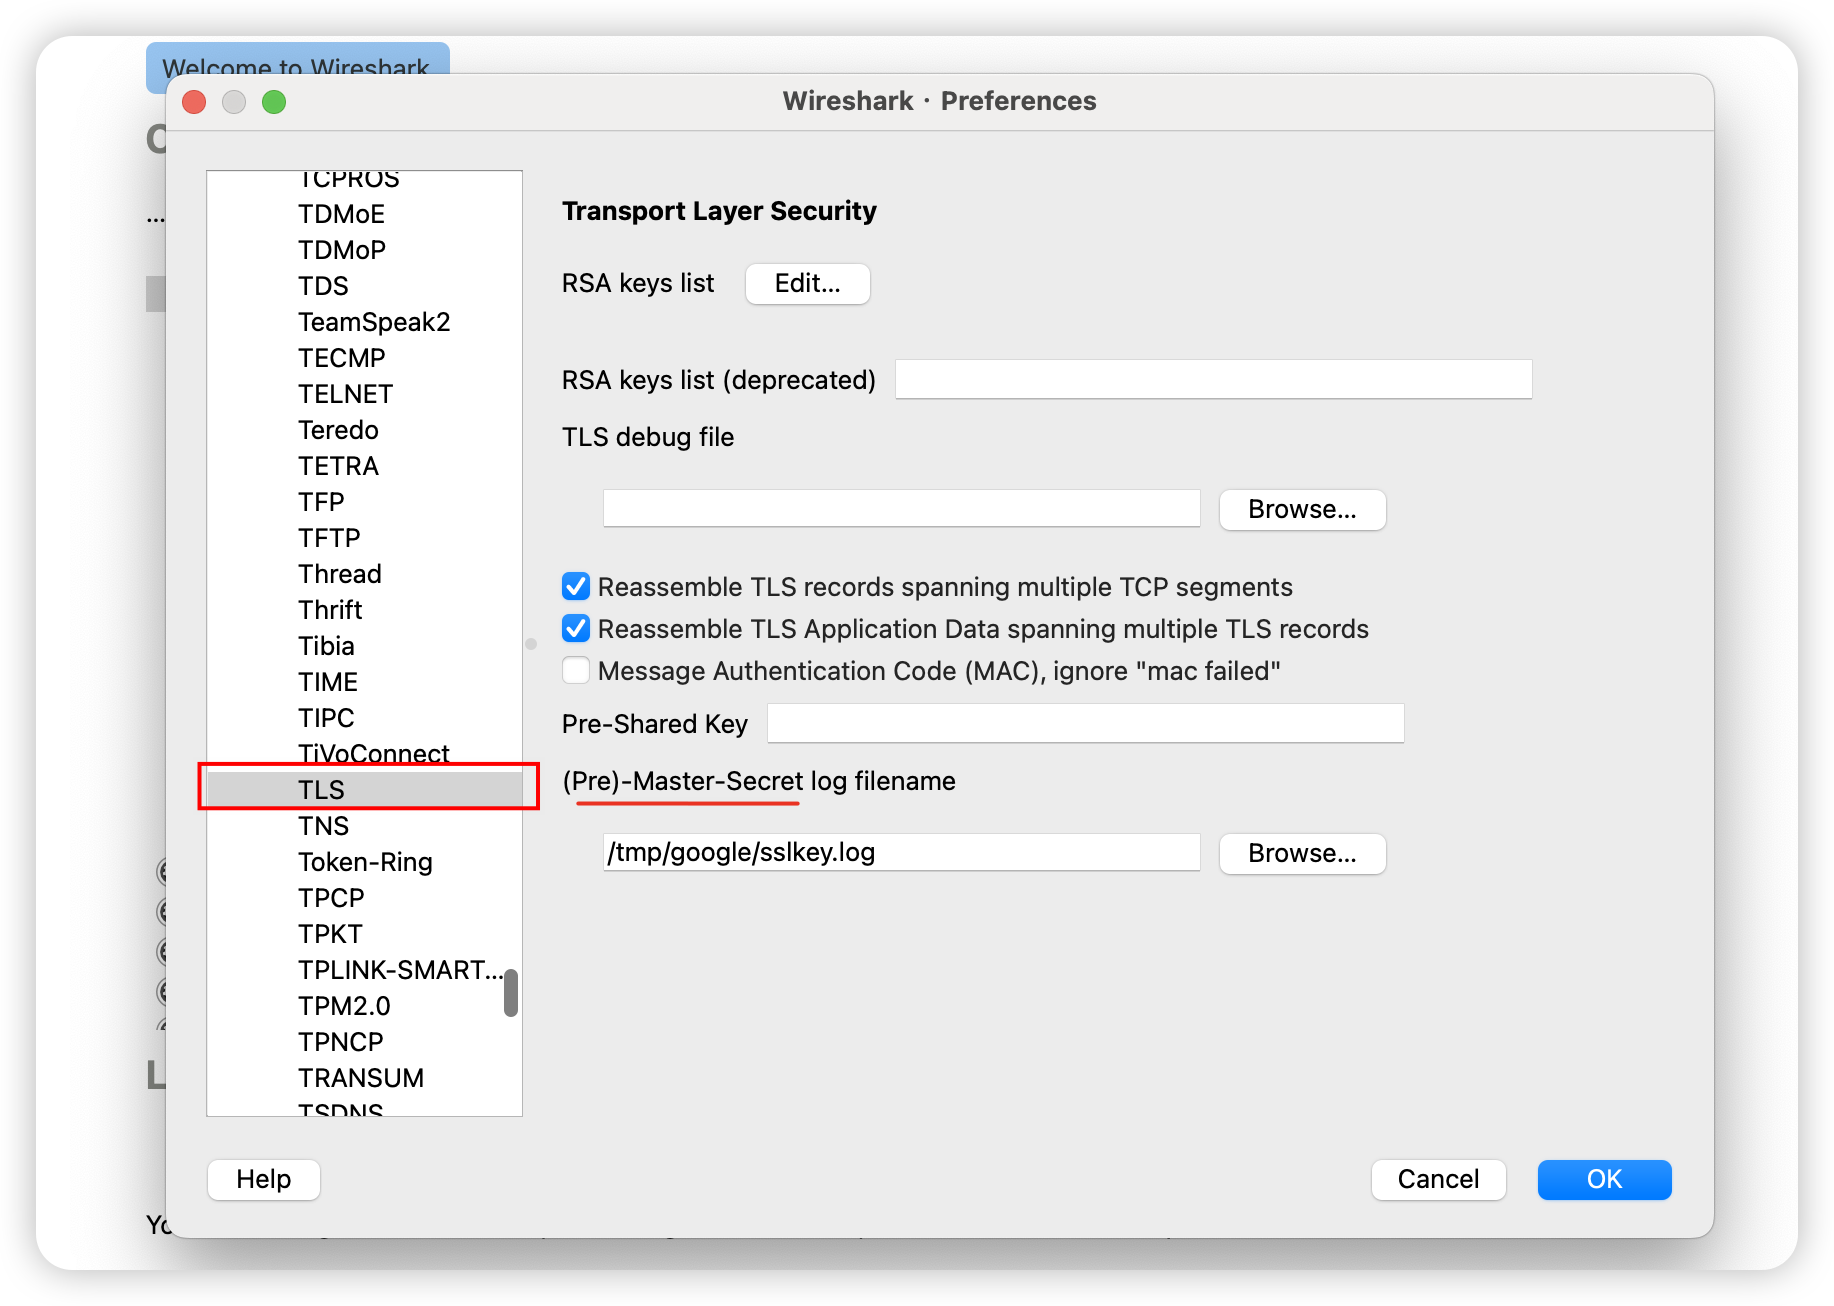 Welcome to Wireshark
Wireshark · Preferences
C
...
TCPROS
TDMoE
TDMoP
TDS
TeamSpeak2
TECMP
TELNET
Teredo
TETRA
TFP
TFTP
Thread
Thrift
Tibia
TIME
TIPC
TiVoConnect
TLS
TNS
Token-Ring
TPCP
TPKT
TPLINK-SMART...
TPM2.0
TPNCP
TRANSUM
TSDNS
Transport Layer Security
RSA keys list Edit...
RSA keys list (deprecated)
TLS debug file
Browse...
Reassemble TLS records spanning multiple TCP segments
Reassemble TLS Application Data spanning multiple TLS records
Message Authentication Code (MAC), ignore "mac failed"
Pre-Shared Key
(Pre)-Master-Secret log filename
/tmp/google/sslkey.log Browse...
L
Help Cancel OK